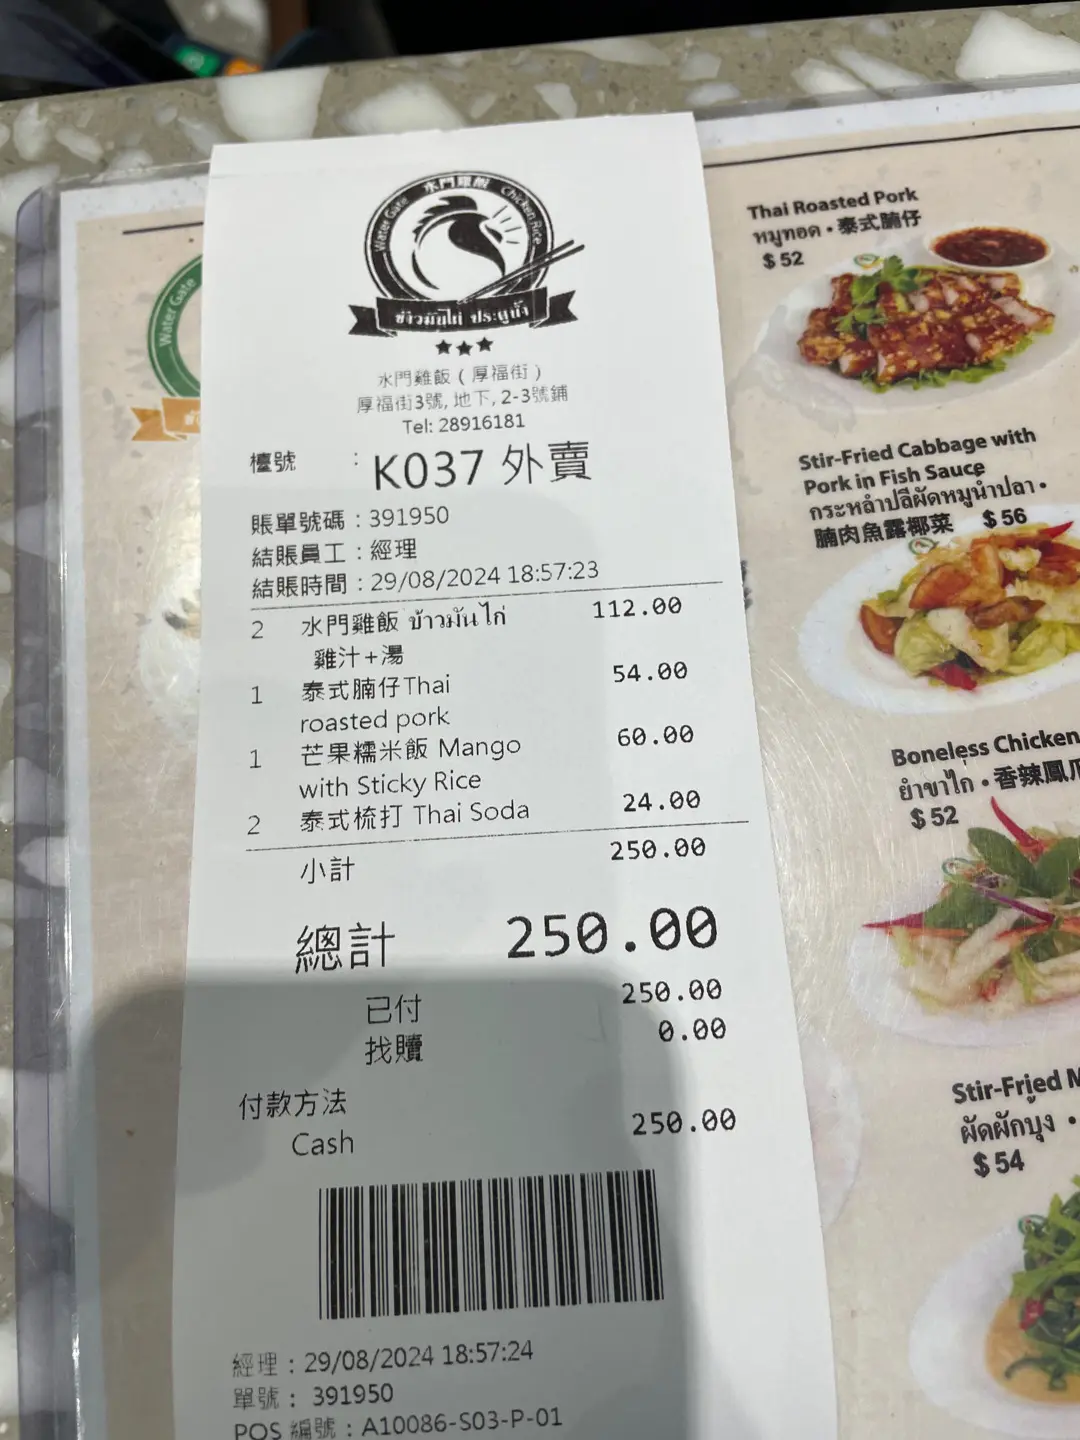 水門雞飯
Water Gate
Chicken Rice
ข้าวมันไก่ ประตูน้ำ
水門雞飯 ( 厚福街 )
厚福街3號, 地下, 2-3號鋪
Tel: 28916181
檯號 : K037 外賣
賬單號碼 : 391950
結賬員工 : 經理
結賬時間 : 29/08/2024 18:57:23
2 水門雞飯 ข้าวมันไก่ 112.00
雞汁+湯
1 泰式腩仔Thai 54.00
roasted pork
1 芒果糯米飯 Mango 60.00
with Sticky Rice
2 泰式梳打 Thai Soda 24.00
小計 250.00
總計 250.00
已付 250.00
找贖 0.00
付款方法
Cash 250.00
經理 : 29/08/2024 18:57:24
單號 : 391950
POS 編號 : A10086-S03-P-01
Water Gate
Thai Roasted Pork
หมูทอด • 泰式腩仔
$ 52
Stir-Fried Cabbage with
Pork in Fish Sauce
กระหล่ำปลีผัดหมูน้ำปลา •
腩肉魚露椰菜 $ 56
Boneless Chicken
ยำขาไก่ • 香辣鳳爪
$ 52
Stir-Fried M
ผัดผักบุ้ง •
$ 54